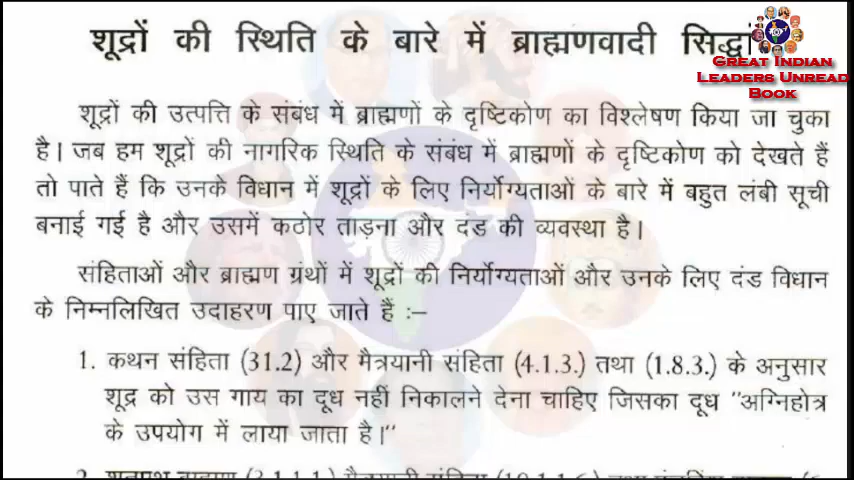 शूद्रों की स्थिति के बारे में ब्राह्मणवादी
GREAT INDIAN
LEADERS UNREAD
BOOK
शूद्रों की उत्पत्ति के संबंध में ब्राह्मणों के दृष्टिकोण का विश्लेषण किया जा चुका
है। जब हम शूद्रों की नागरिक स्थिति के संबंध में ब्राह्मणों के दृष्टिकोण को देखते हैं
तो पाते हैं कि उनके विधान में शूद्रों के लिए निर्योग्यताओं के बारे में बहुत लंबी सूची
बनाई गई है और उसमें कठोर ताड़ना और दंड की व्यवस्था है।
संहिताओं और ब्राह्मण ग्रंथों में शूद्रों की निर्योग्यताओं और उनके लिए दंड विधान
के निम्नलिखित उदाहरण पाए जाते हैं :–
1. कथन संहिता (31.2) और मैत्रयानी संहिता (4.1.3.) तथा (1.8.3.) के अनुसार
शूद्र को उस गाय का दूध नहीं निकालने देना चाहिए जिसका दूध "अग्निहोत्र
के उपयोग में लाया जाता है।"